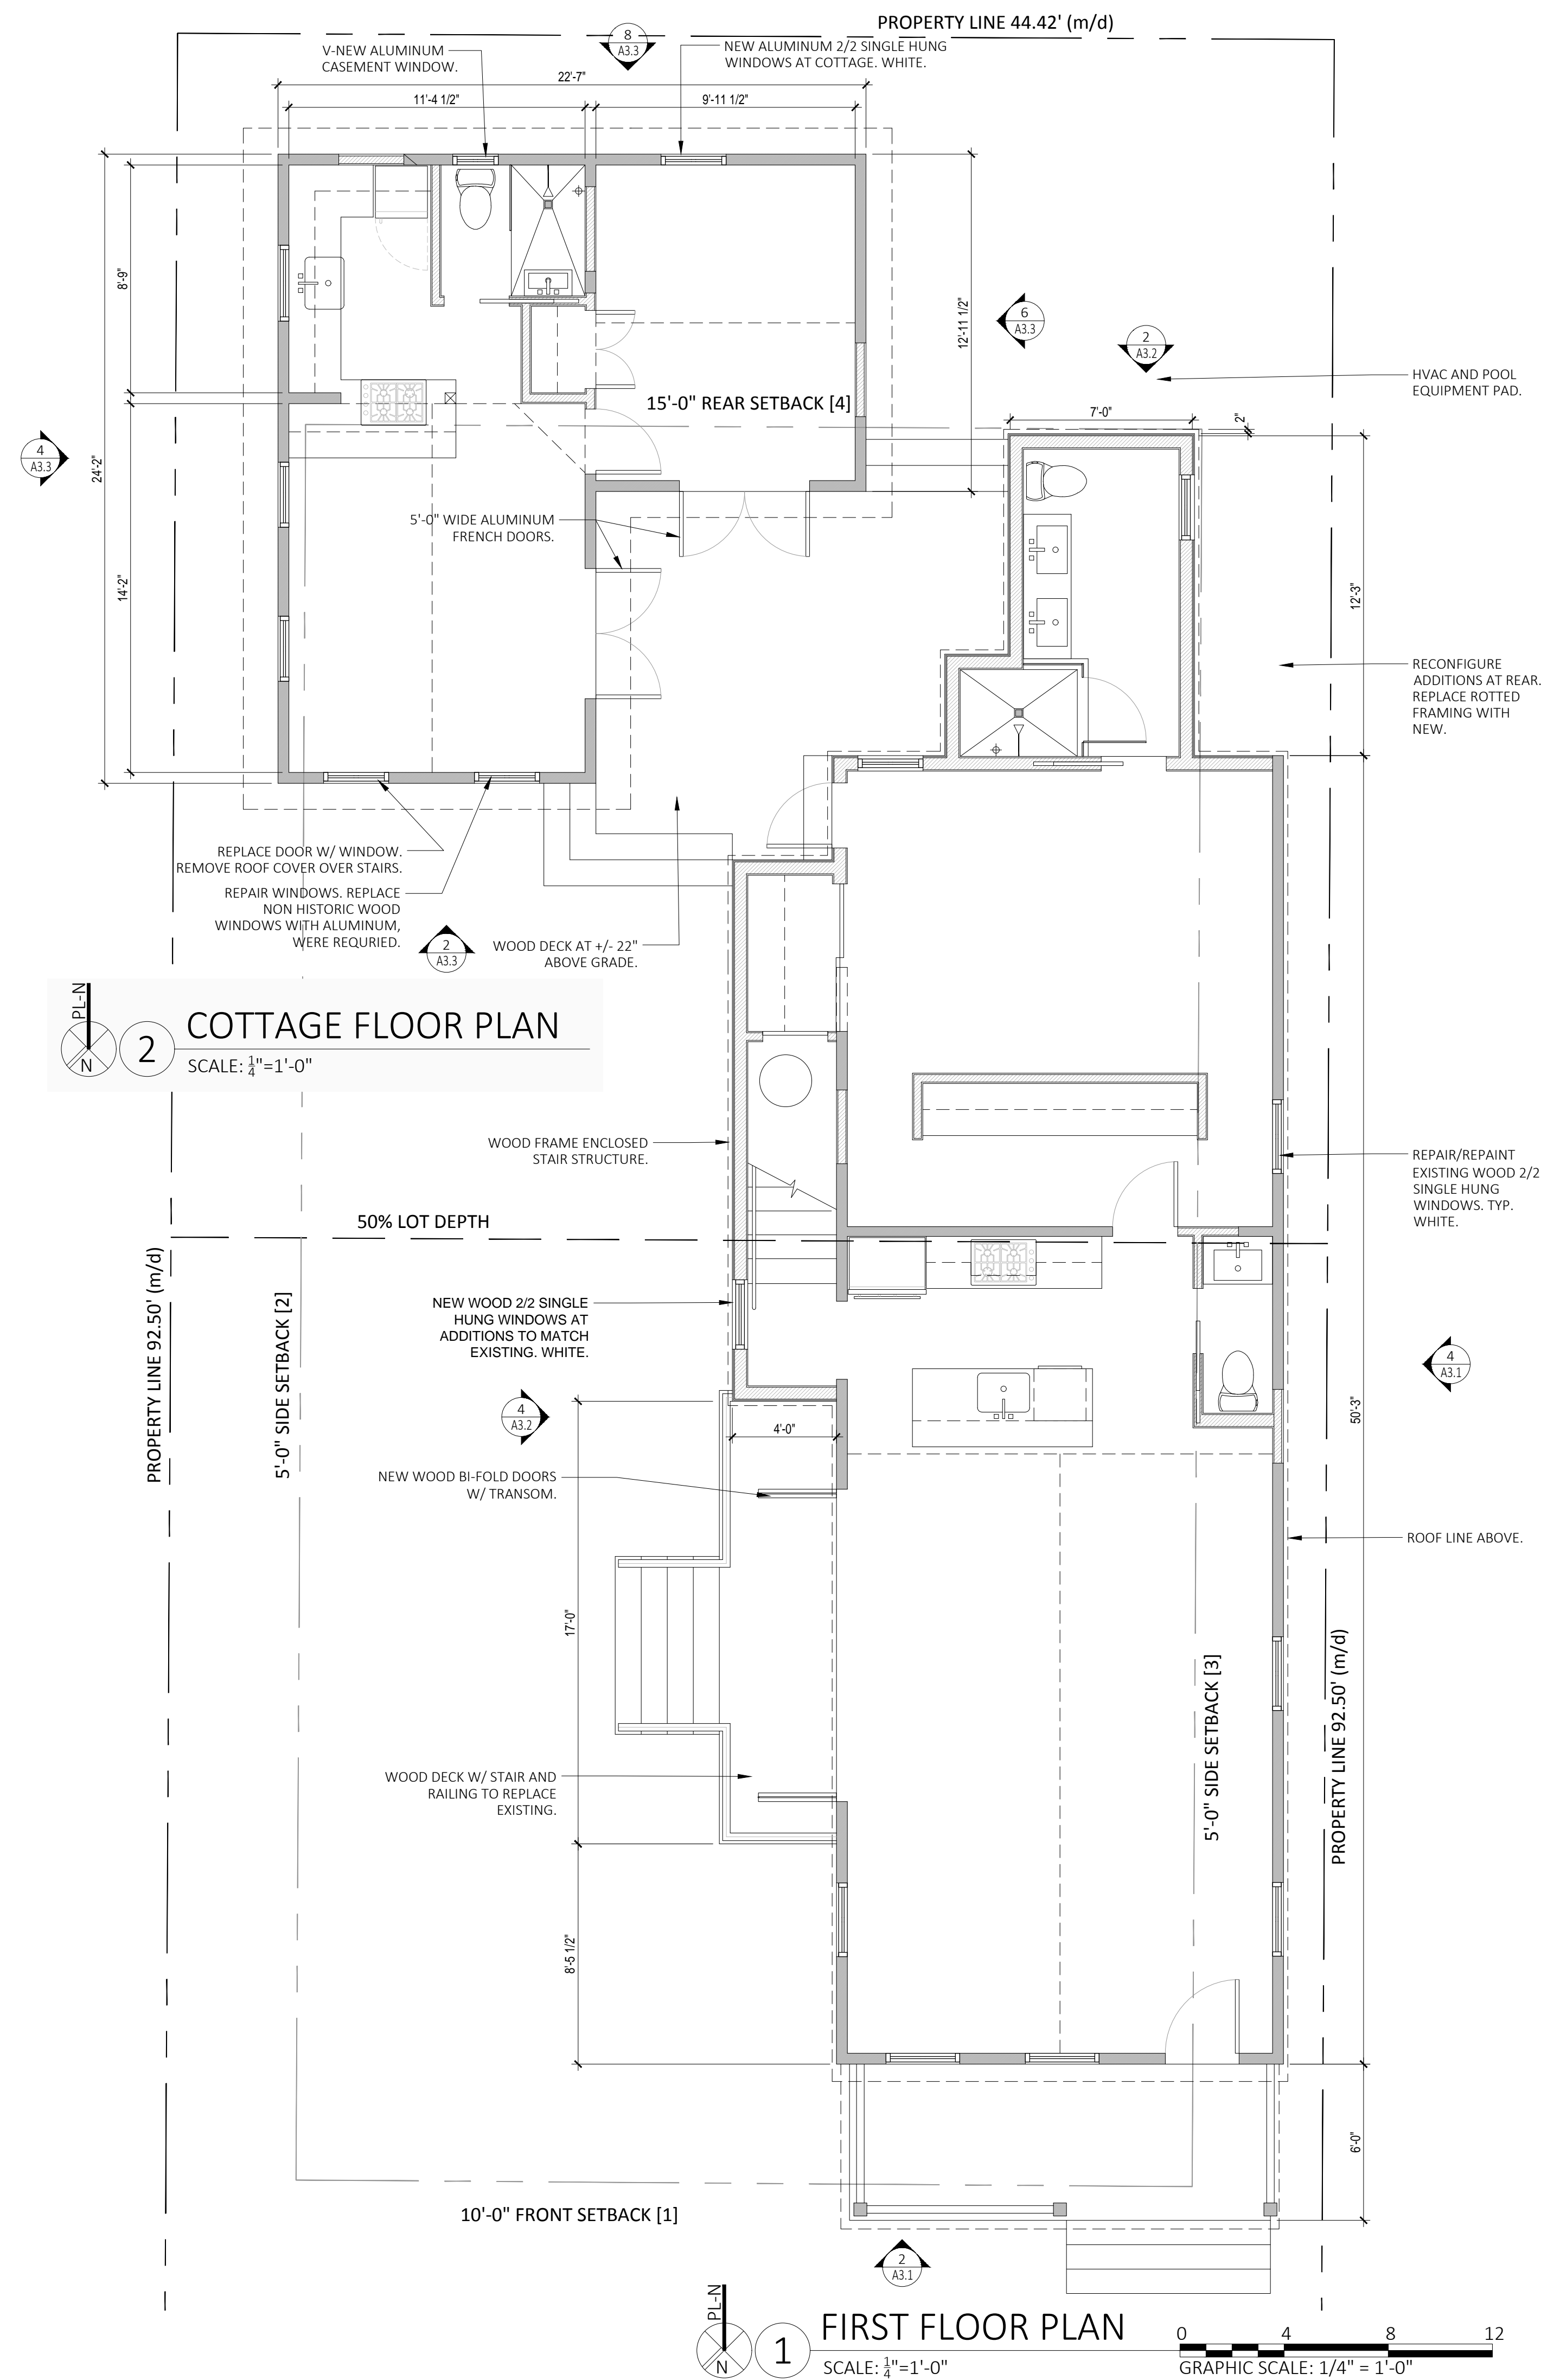 PROPERTY LINE 44.42' (m/d)
8
A3.3
V-NEW ALUMINUM
CASEMENT WINDOW.
NEW ALUMINUM 2/2 SINGLE HUNG
WINDOWS AT COTTAGE. WHITE.
22'-7"
11'-4 1/2"
9'-11 1/2"
8'-9"
12'-11 1/2"
6
A3.3
2
A3.2
HVAC AND POOL
EQUIPMENT PAD.
15'-0" REAR SETBACK [4]
7'-0"
2"
4
A3.3
24'-2"
5'-0" WIDE ALUMINUM
FRENCH DOORS.
14'-2"
12'-3"
RECONFIGURE
ADDITIONS AT REAR.
REPLACE ROTTED
FRAMING WITH
NEW.
REPLACE DOOR W/ WINDOW.
REMOVE ROOF COVER OVER STAIRS.
REPAIR WINDOWS. REPLACE
NON HISTORIC WOOD
WINDOWS WITH ALUMINUM,
WERE REQURIED.
2
A3.3
WOOD DECK AT +/- 22"
ABOVE GRADE.
PL-N
N
2
COTTAGE FLOOR PLAN
SCALE: 1/4"=1'-0"
WOOD FRAME ENCLOSED
STAIR STRUCTURE.
REPAIR/REPAINT
EXISTING WOOD 2/2
SINGLE HUNG
WINDOWS. TYP.
WHITE.
50% LOT DEPTH
PROPERTY LINE 92.50' (m/d)
5'-0" SIDE SETBACK [2]
NEW WOOD 2/2 SINGLE
HUNG WINDOWS AT
ADDITIONS TO MATCH
EXISTING. WHITE.
4
A3.1
4
A3.2
4'-0"
50'-3"
NEW WOOD BI-FOLD DOORS
W/ TRANSOM.
ROOF LINE ABOVE.
17'-0"
5'-0" SIDE SETBACK [3]
PROPERTY LINE 92.50' (m/d)
WOOD DECK W/ STAIR AND
RAILING TO REPLACE
EXISTING.
8'-5 1/2"
6'-0"
10'-0" FRONT SETBACK [1]
2
A3.1
PL-N
N
1
FIRST FLOOR PLAN
SCALE: 1/4"=1'-0"
0 4 8 12
GRAPHIC SCALE: 1/4" = 1'-0"